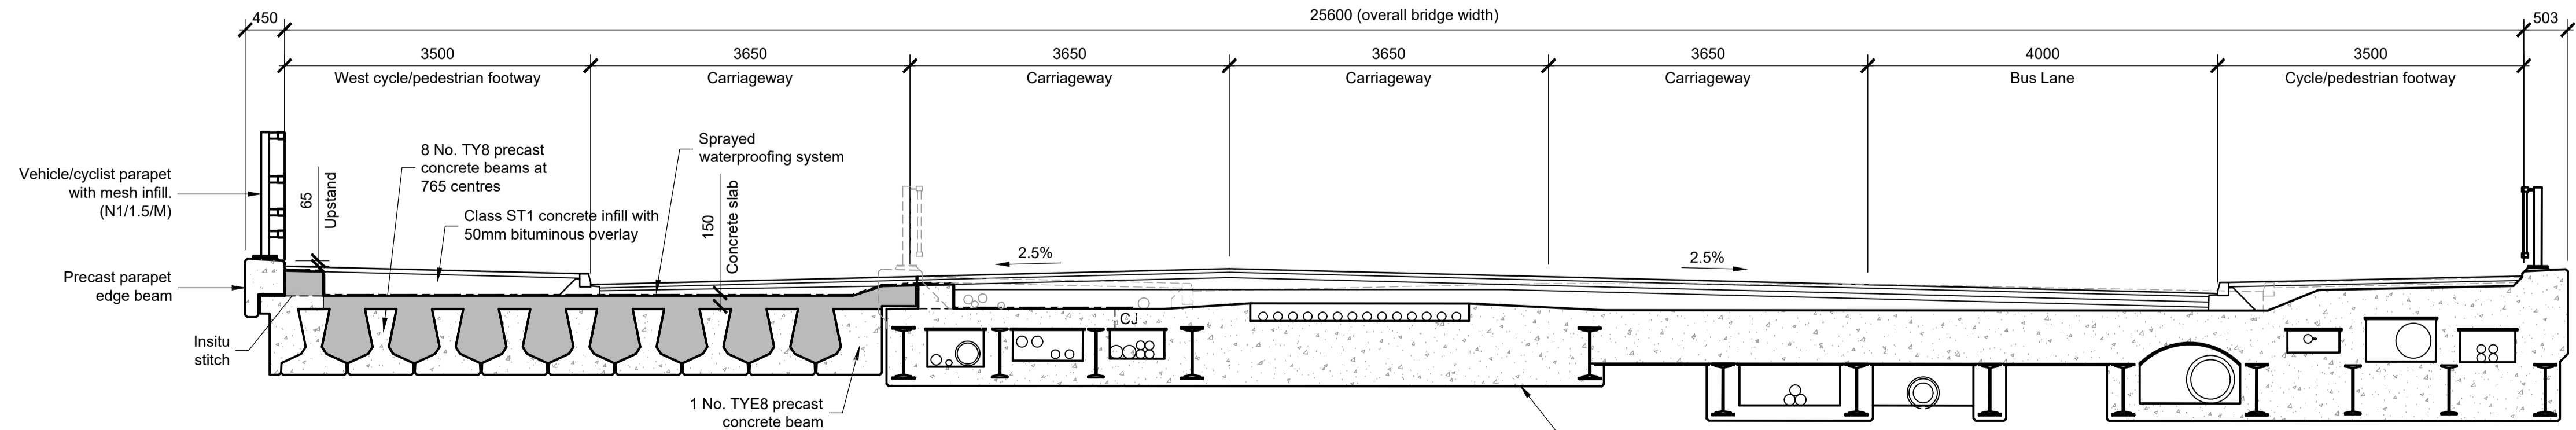 450
25600 (overall bridge width)
503
3500
3650
3650
3650
3650
4000
3500
West cycle/pedestrian footway
Carriageway
Carriageway
Carriageway
Carriageway
Bus Lane
Cycle/pedestrian footway
Vehicle/cyclist parapet
with mesh infill.
(N1/1.5/M)
65
Upstand
8 No. TY8 precast
concrete beams at
765 centres
Class ST1 concrete infill with
50mm bituminous overlay
Sprayed
waterproofing system
150
Concrete slab
2.5%
2.5%
Precast parapet
edge beam
CJ
Insitu
stitch
1 No. TYE8 precast
concrete beam